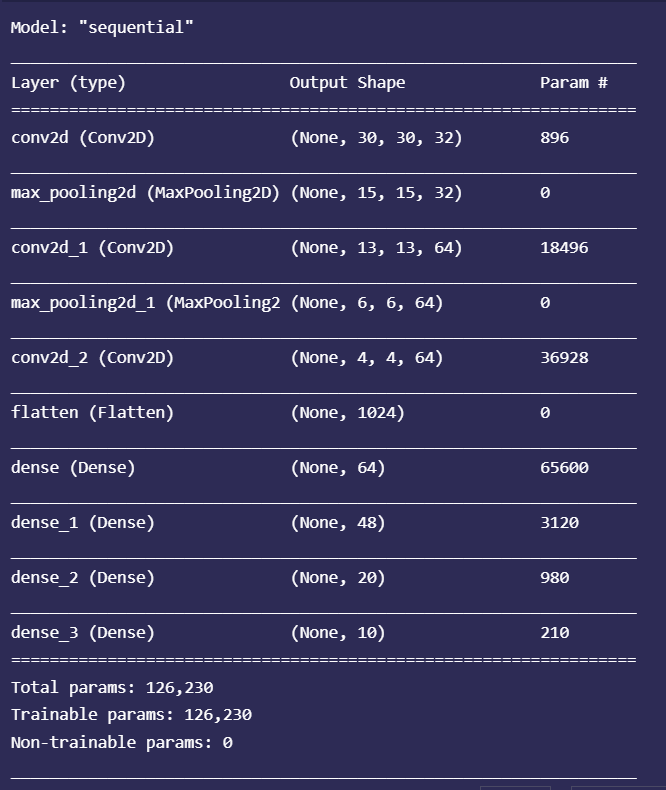 Model: "sequential"
Layer (type) Output Shape Param #
conv2d (Conv2D) (None, 30, 30, 32) 896
max_pooling2d (MaxPooling2D) (None, 15, 15, 32) 0
conv2d_1 (Conv2D) (None, 13, 13, 64) 18496
max_pooling2d_1 (MaxPooling2 (None, 6, 6, 64) 0
conv2d_2 (Conv2D) (None, 4, 4, 64) 36928
flatten (Flatten) (None, 1024) 0
dense (Dense) (None, 64) 65600
dense_1 (Dense) (None, 48) 3120
dense_2 (Dense) (None, 20) 980
dense_3 (Dense) (None, 10) 210
Total params: 126,230
Trainable params: 126,230
Non-trainable params: 0